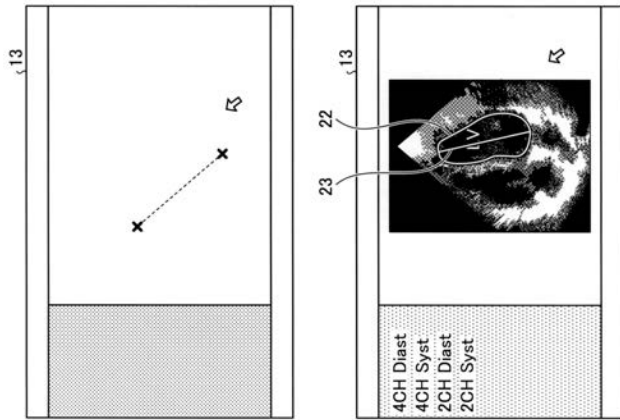 13
13
22
23
LV
4CH Diast
4CH Syst
2CH Diast
2CH Syst